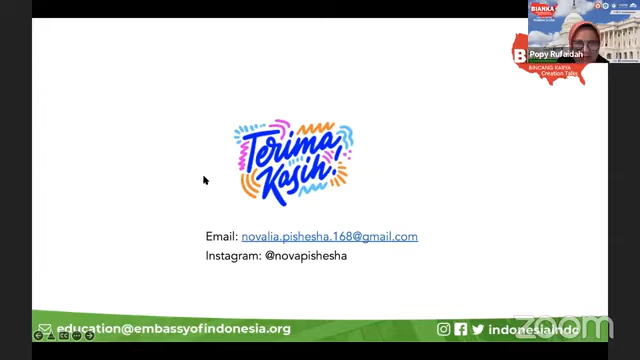 BIANKA
Popy Rufaidah
B
BINCANG KARYA
Creation Talks
Terima
Kasih!
Email: novalia.pishesha.168@gmail.com
Instagram: @novapishesha
education@embassyofindonesia.org
indonesiaindc
zoom